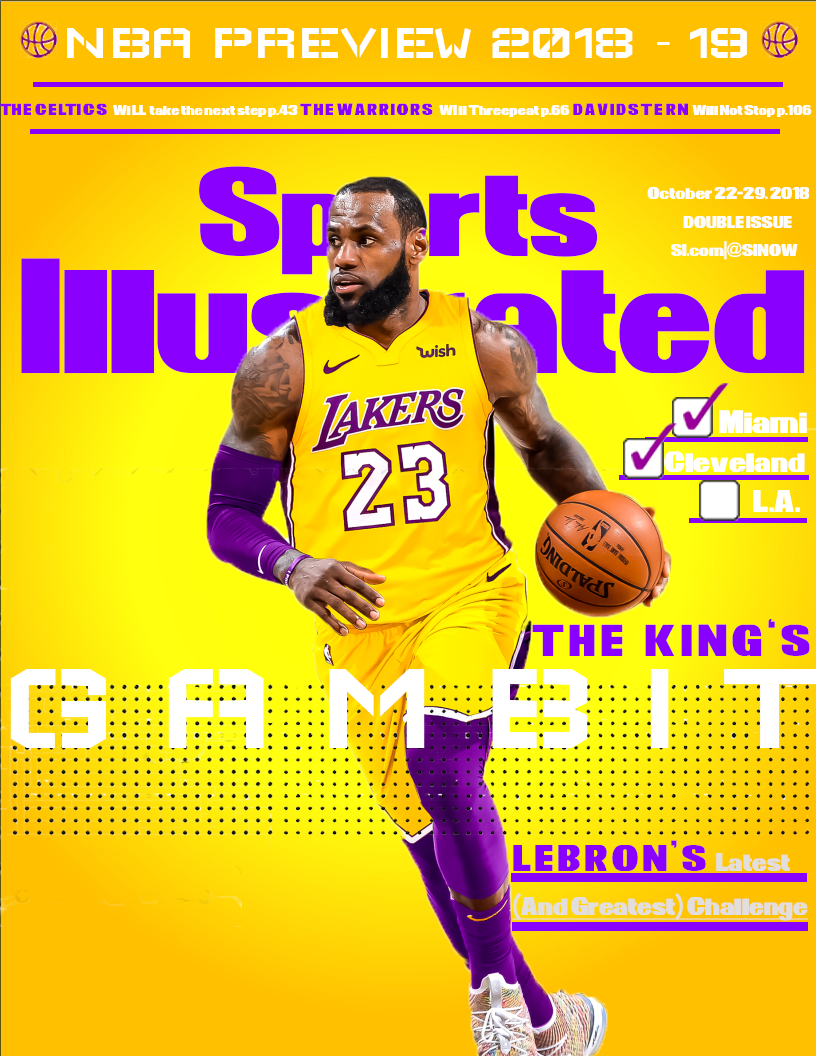 NBA PREVIEW 2018 - 19
THE CELTICS WiLL take the next step p.43 THE WARRIORS Will Threepeat p.66 DAVID STERN Will Not Stop p.106
Sports
Illustrated
October 22-29. 2018
DOUBLE ISSUE
SI.com|@SINOW
wish
LAKERS
23
Miami
Cleveland
L.A.
SPALDING
THE KING'S
GAMBIT
LEBRON'S Latest
(And Greatest) Challenge